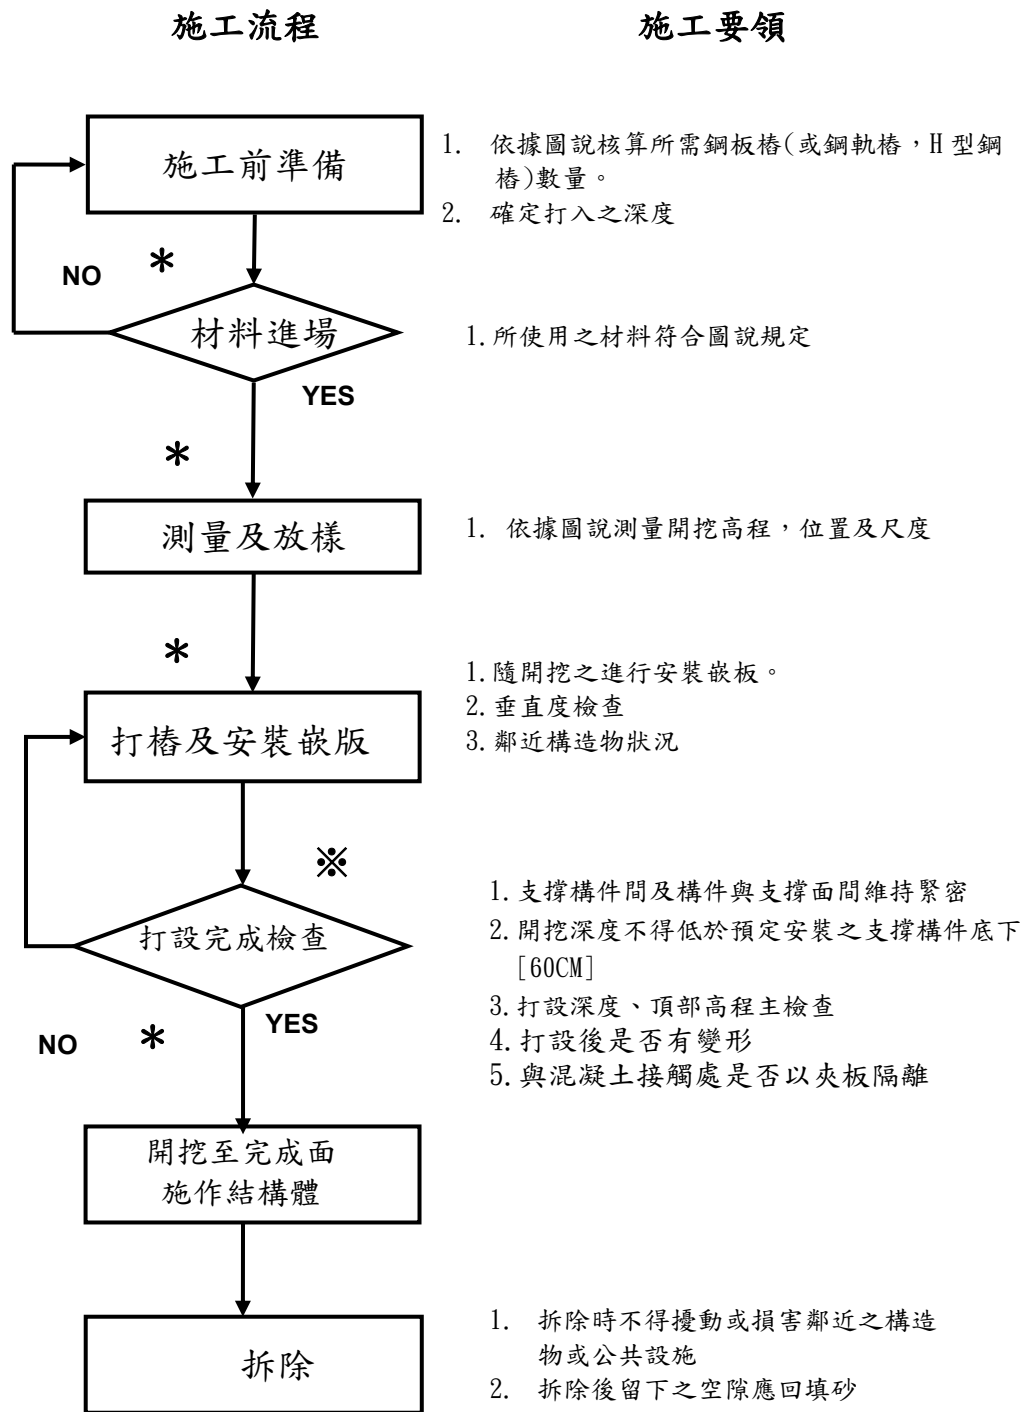 施工流程
施工要領
施工前準備
1. 依據圖說核算所需鋼板樁(或鋼軌樁，H型鋼
樁)數量。
2. 確定打入之深度
*
NO
材料進場
1.所使用之材料符合圖說規定
YES
*
測量及放樣
1. 依據圖說測量開挖高程，位置及尺度
*
1.隨開挖之進行安裝嵌板。
2.垂直度檢查
3.鄰近構造物狀況
打樁及安裝嵌版
※
打設完成檢查
1.支撐構件間及構件與支撐面間維持緊密
2.開挖深度不得低於預定安裝之支撐構件底下
[60CM]
3.打設深度、頂部高程主檢查
4.打設後是否有變形
5.與混凝土接觸處是否以夾板隔離
YES
NO
*
開挖至完成面
施作結構體
拆除
1. 拆除時不得擾動或損害鄰近之構造
物或公共設施
2. 拆除後留下之空隙應回填砂